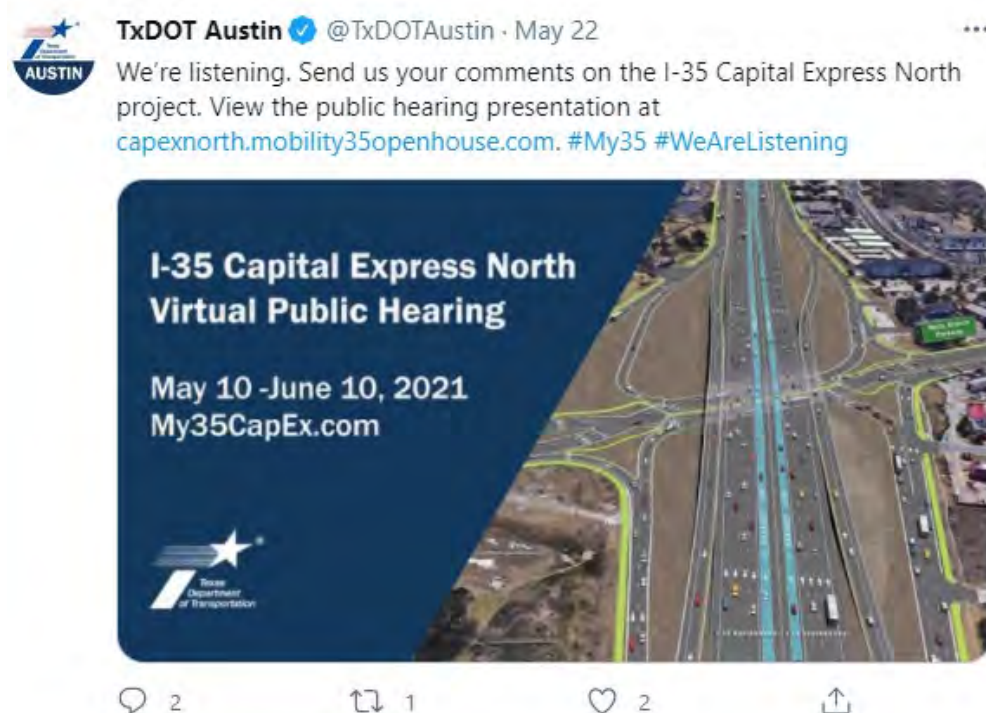 TxDOT Austin @TxDOTAustin · May 22
We're listening. Send us your comments on the I-35 Capital Express North
project. View the public hearing presentation at
capexnorth.mobility35openhouse.com. #My35 #WeAreListening
I-35 Capital Express North
Virtual Public Hearing
May 10 -June 10, 2021
My35CapEx.com
Texas
Department
of Transportation
AUSTIN
2
1
2